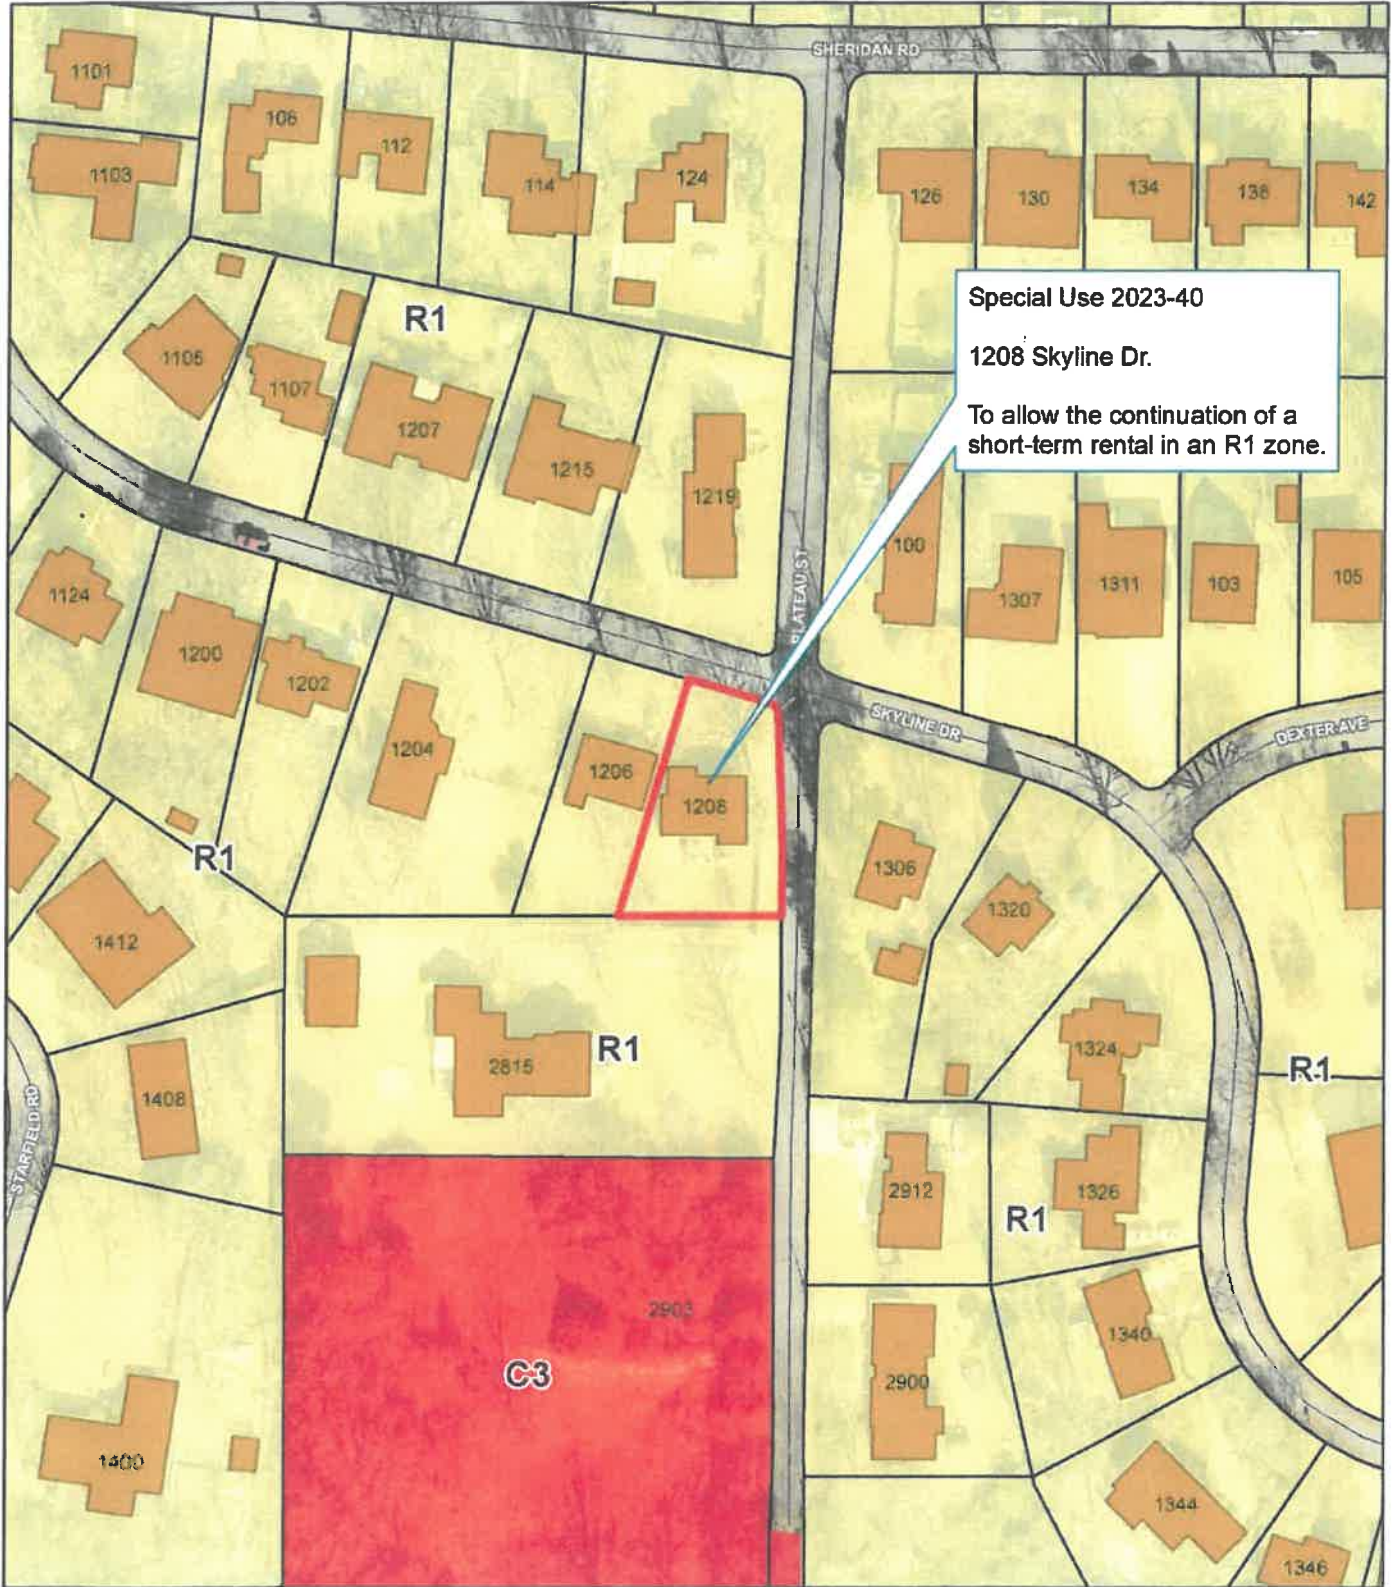 SHERIDAN RD
1101
106
112
1103
114
124
126
130
134
138
142
R1
Special Use 2023-40
1208 Skyline Dr.
To allow the continuation of a
short-term rental in an R1 zone.
1105
1107
1207
1215
1219
100
1307
1311
103
105
PLATEAU ST
1124
1200
1202
1204
1206
1208
SKYLINE DR
DEXTER AVE
R1
1306
1320
1412
2815
R1
1324
R1
1408
STARFIELD RD
2912
1326
R1
2903
C3
1340
2900
1400
1344
1346